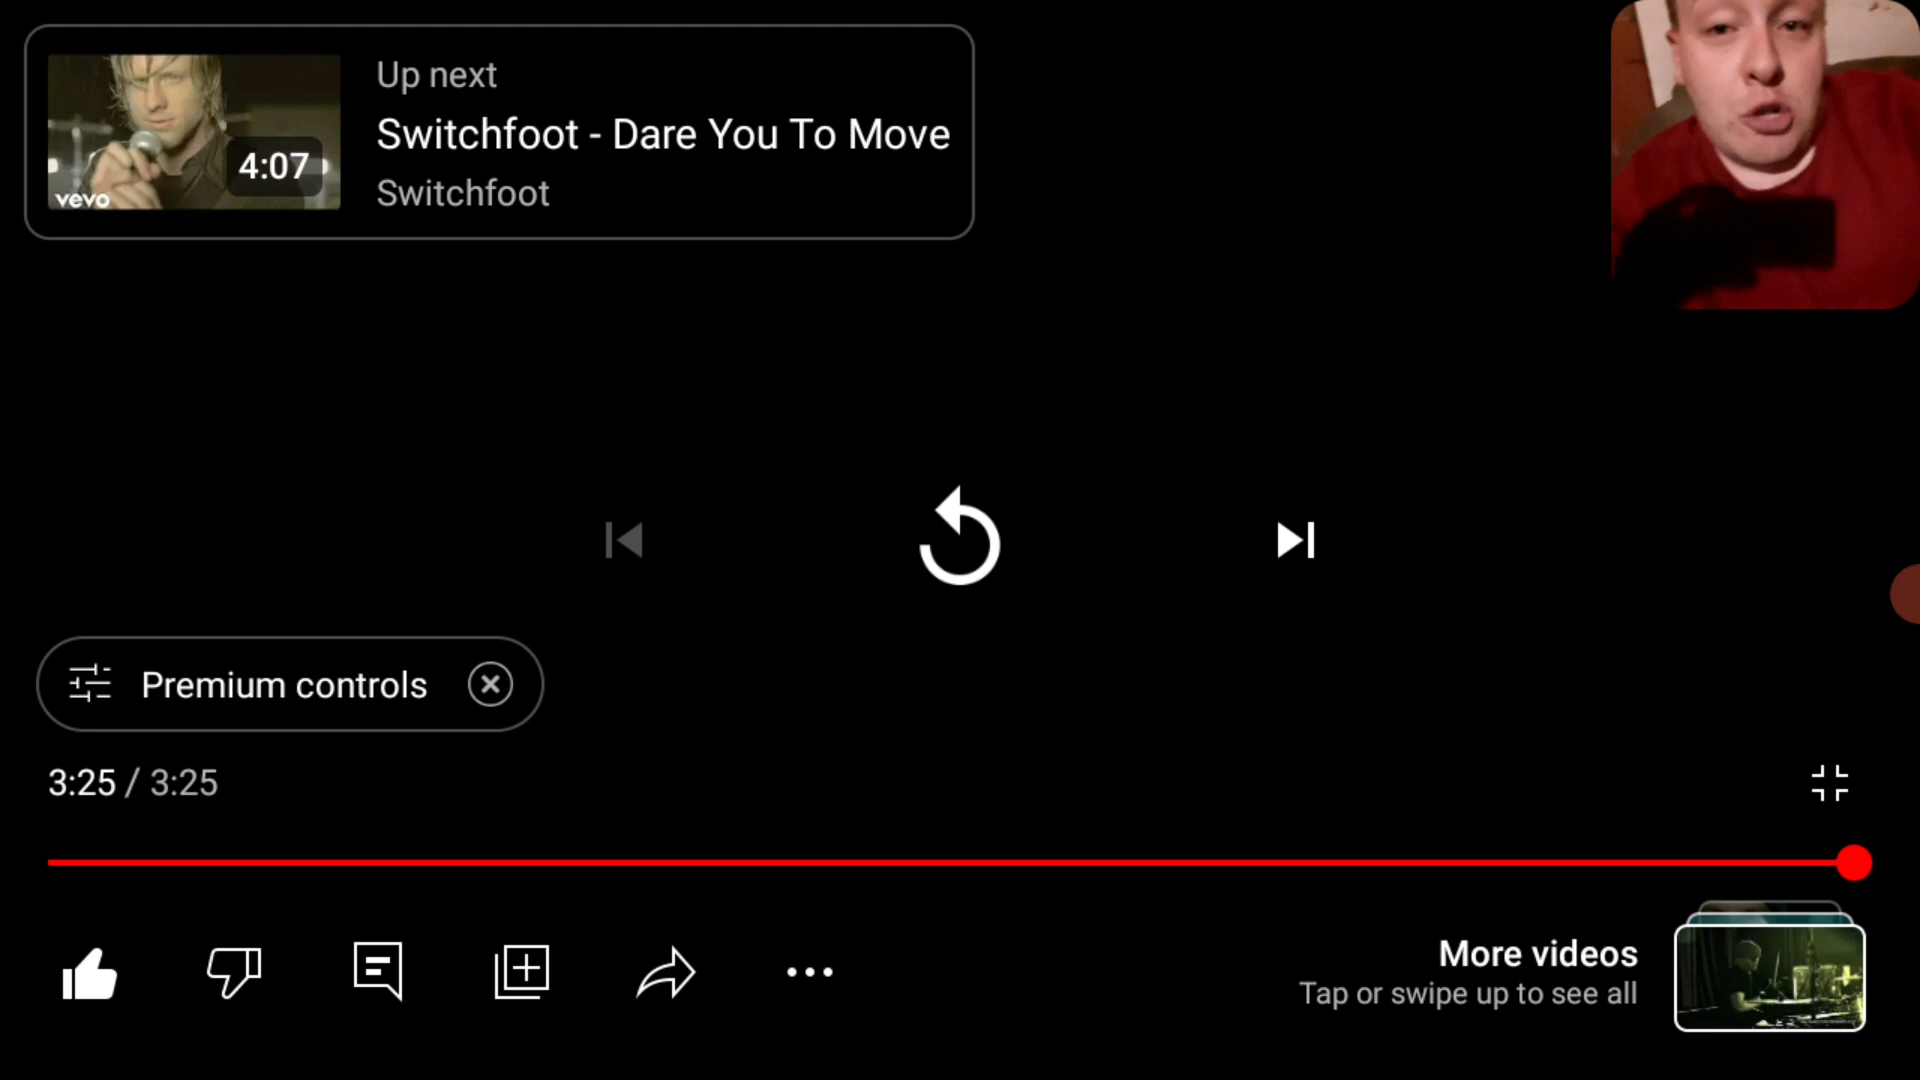 Up next
Switchfoot - Dare You To Move
Switchfoot
4:07
vevo
Premium controls
3:25 / 3:25
More videos
Tap or swipe up to see all